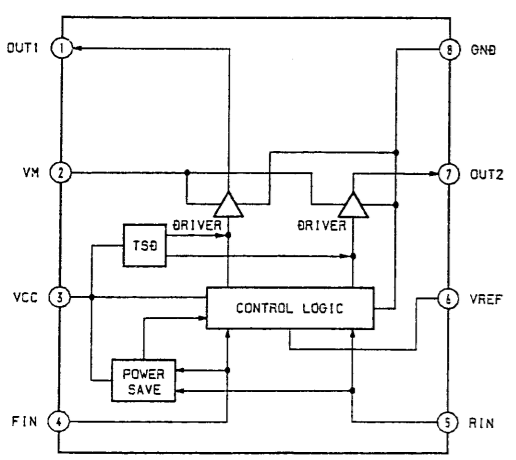 OUT1 1 8 GND
VM 2 7 OUT2
DRIVER DRIVER
TSD
VCC 3 6 VREF
CONTROL LOGIC
POWER
SAVE
FIN 4 5 RIN